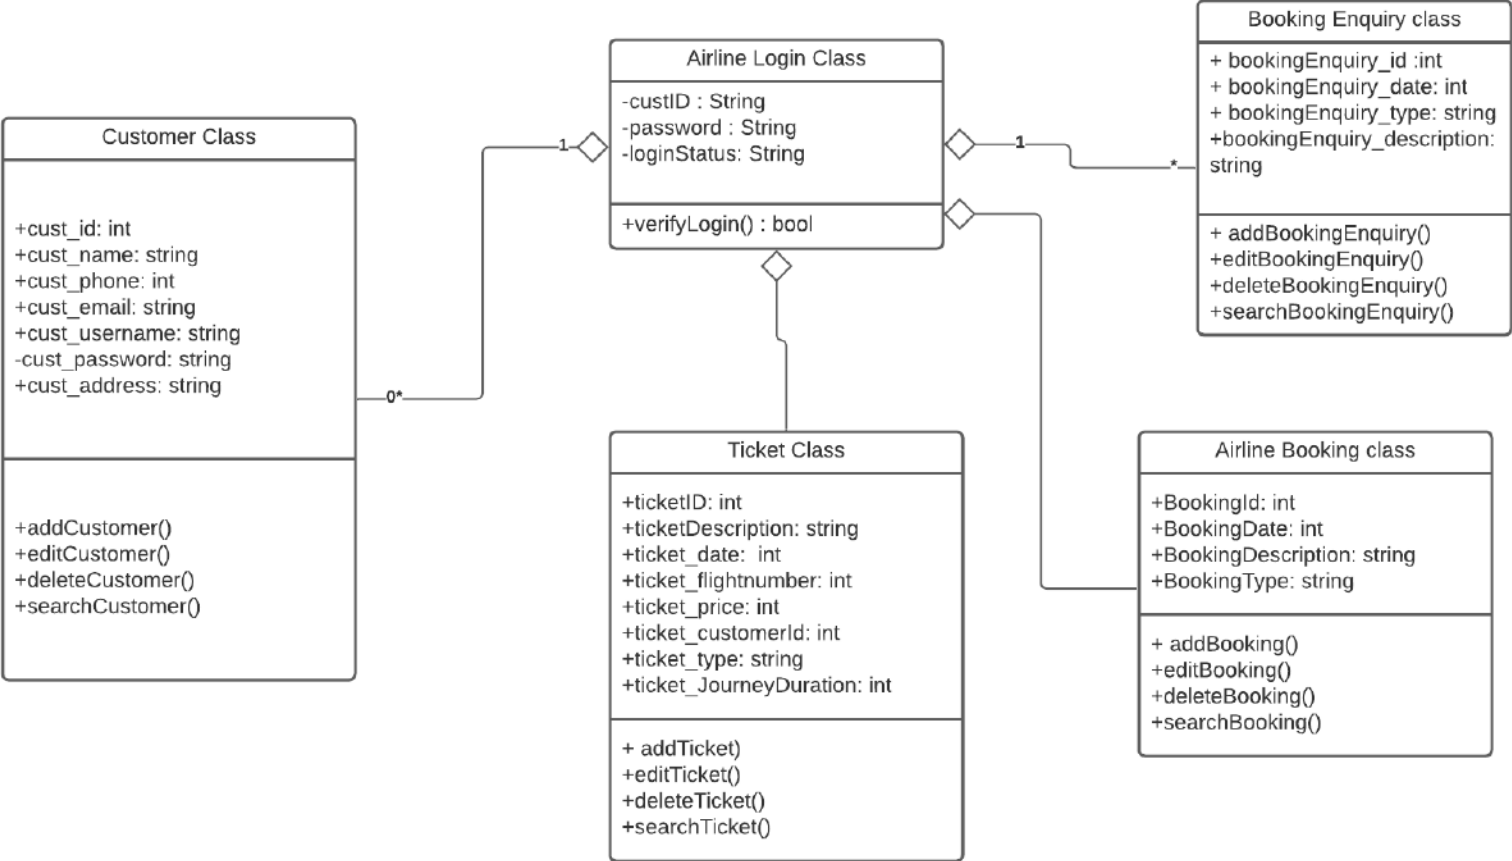 Customer Class
+cust_id: int
+cust_name: string
+cust_phone: int
+cust_email: string
+cust_username: string
-cust_password: string
+cust_address: string
+addCustomer()
+editCustomer()
+deleteCustomer()
+searchCustomer()
0*
1
Airline Login Class
-custID : String
-password : String
-loginStatus: String
+verifyLogin() : bool
1
*
Booking Enquiry class
+ bookingEnquiry_id :int
+ bookingEnquiry_date: int
+ bookingEnquiry_type: string
+bookingEnquiry_description:
string
+ addBookingEnquiry()
+editBookingEnquiry()
+deleteBookingEnquiry()
+searchBookingEnquiry()
Ticket Class
+ticketID: int
+ticketDescription: string
+ticket_date:  int
+ticket_flightnumber: int
+ticket_price: int
+ticket_customerId: int
+ticket_type: string
+ticket_JourneyDuration: int
+ addTicket)
+editTicket()
+deleteTicket()
+searchTicket()
Airline Booking class
+BookingId: int
+BookingDate: int
+BookingDescription: string
+BookingType: string
+ addBooking()
+editBooking()
+deleteBooking()
+searchBooking()